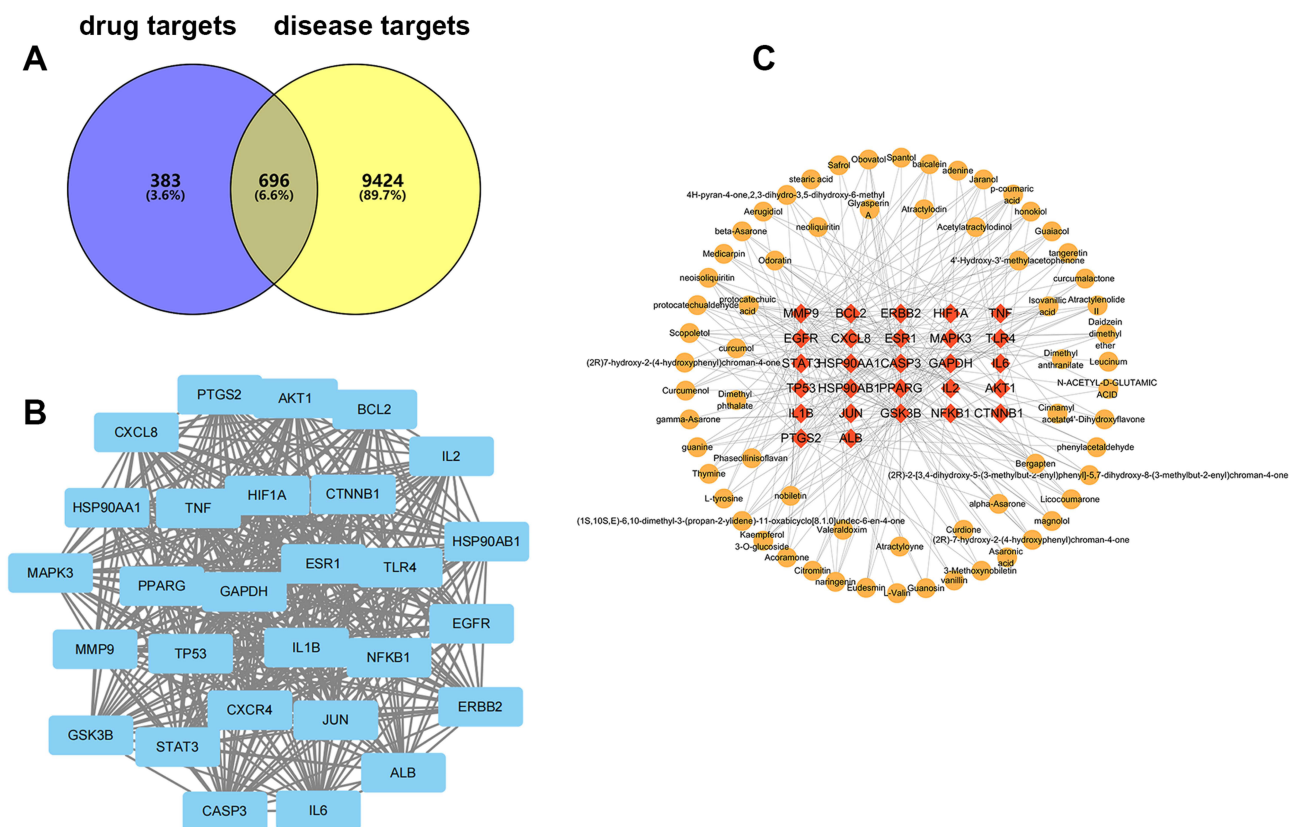 drug targets
disease targets
A
383
(3.6%)
696
(6.6%)
9424
(89.7%)
B
PTGS2
AKT1
BCL2
CXCL8
IL2
HSP90AA1
TNF
HIF1A
CTNNB1
HSP90AB1
MAPK3
PPARG
GAPDH
ESR1
TLR4
EGFR
MMP9
TP53
IL1B
NFKB1
GSK3B
STAT3
CXCR4
JUN
ERBB2
ALB
CASP3
IL6
C
Safrol
Obovatol
Spantol
baicalein
adenine
stearic acid
Jaranol
4H-pyran-4-one,2,3-dihydro-3,5-dihydroxy-6-methyl
p-coumaric
acid
Aerugidiol
Glyasperin
A
Atractylodin
honokiol
beta-Asarone
neoliquiritin
Acetylatractylodinol
Guaiacol
Medicarpin
Odoratin
4'-Hydroxy-3'-methylacetophenone
tangeretin
neoisoliquiritin
curcumalactone
protocatechualdehyde
protocatechuic
acid
Isovanillic
acid
Atractylenolide
II
MMP9
BCL2
ERBB2
HIF1A
TNF
Scopoletol
curcumol
EGFR
CXCL8
ESR1
MAPK3
TLR4
Daidzein
dimethyl
ether
(2R)7-hydroxy-2-(4-hydroxyphenyl)chroman-4-one
STAT3
HSP90AA1
CASP3
GAPDH
IL6
Dimethyl
anthranilate
Leucinum
Curcumenol
Dimethyl
phthalate
TP53
HSP90AB1
PPARG
IL2
AKT1
N-ACETYL-D-GLUTAMIC
ACID
gamma-Asarone
IL1B
JUN
GSK3B
NFKB1
CTNNB1
Cinnamyl
acetate
4'-Dihydroxyflavone
guanine
PTGS2
ALB
phenylacetaldehyde
Thymine
Phaseollinisoflavan
Bergapten
(2R)-2-[3,4-dihydroxy-5-(3-methylbut-2-enyl)phenyl]-5,7-dihydroxy-8-(3-methylbut-2-enyl)chroman-4-one
L-tyrosine
nobiletin
alpha-Asarone
Licocoumarone
(1S,10S,E)-6,10-dimethyl-3-(propan-2-ylidene)-11-oxabicyclo[8.1.0]undec-6-en-4-one
magnolol
Kaempferol
3-O-glucoside
Valeraldoxim
Curdione
(2R)-7-hydroxy-2-(4-hydroxyphenyl)chroman-4-one
Acoramone
Atractyloyne
Asaronic
acid
Citromitin
3-Methoxynobiletin
naringenin
vanillin
Eudesmin
L-Valin
Guanosin